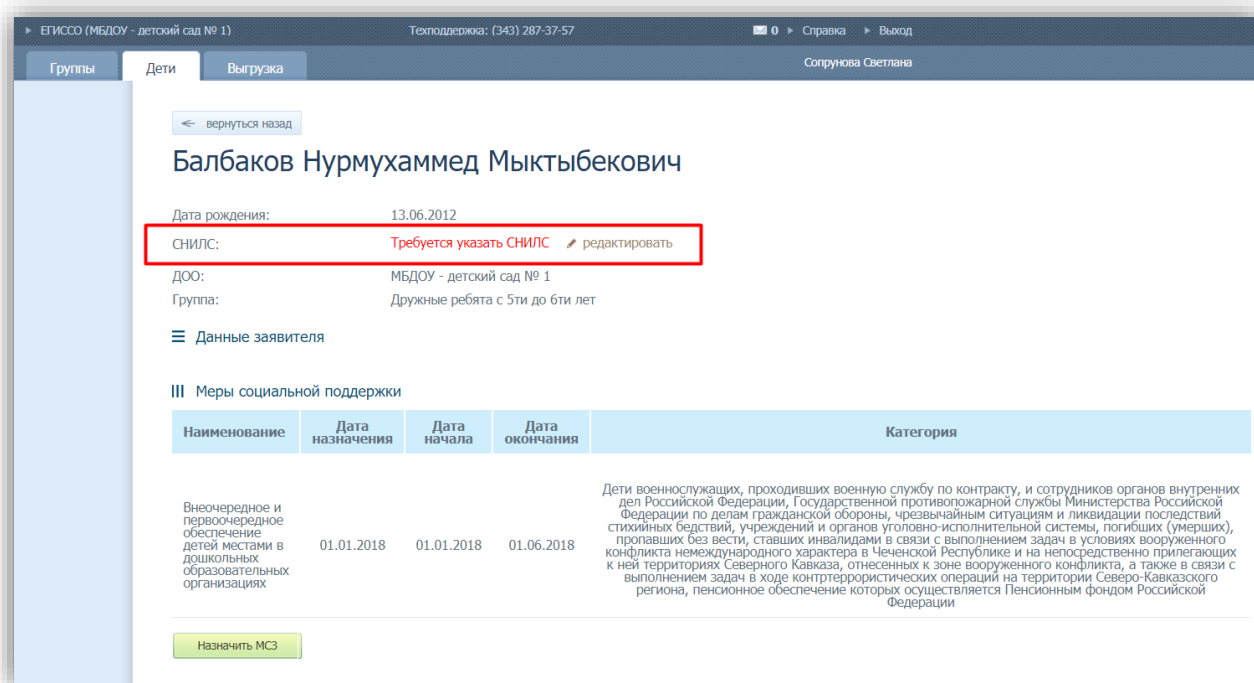 ЕГИССО (МБДОУ - детский сад № 1) Техподдержка: (343) 287-37-57 0 Справка Выход
Группы Дети Выгрузка Сопрунова Светлана
вернуться назад
Балбаков Нурмухаммед Мыктыбекович
Дата рождения: 13.06.2012
СНИЛС: Требуется указать СНИЛС редактировать
ДОО: МБДОУ - детский сад № 1
Группа: Дружные ребята с 5ти до 6ти лет
Данные заявителя
Меры социальной поддержки
Наименование Дата назначения Дата начала Дата окончания Категория
Внеочередное и
первоочередное
обеспечение
детей местами в
дошкольных
образовательных
организациях
01.01.2018 01.01.2018 01.06.2018
Дети военнослужащих, проходивших военную службу по контракту, и сотрудников органов внутренних
дел Российской Федерации, Государственной противопожарной службы Министерства Российской
Федерации по делам гражданской обороны, чрезвычайным ситуациям и ликвидации последствий
стихийных бедствий, учреждений и органов уголовно-исполнительной системы, погибших (умерших),
пропавших без вести, ставших инвалидами в связи с выполнением задач в условиях вооруженного
конфликта немеждународного характера в Чеченской Республике и на непосредственно прилегающих
к ней территориях Северного Кавказа, отнесенных к зоне вооруженного конфликта, а также в связи с
выполнением задач в ходе контртеррористических операций на территории Северо-Кавказского
региона, пенсионное обеспечение которых осуществляется Пенсионным фондом Российской
Федерации
Назначить МСЗ